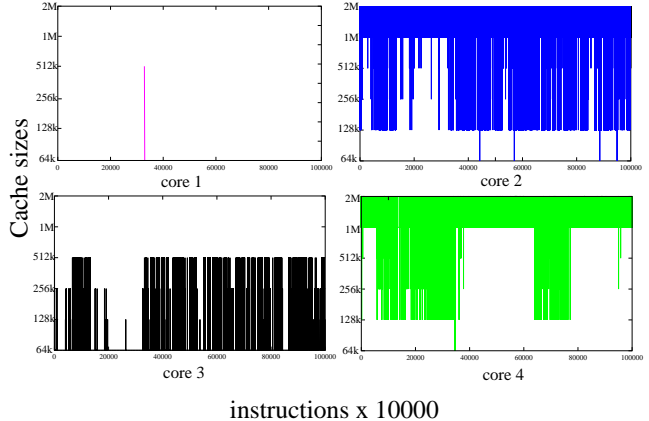 2M
1M
512k
256k
128k
64k
0 20000 40000 60000 80000 100000
core 1
2M
1M
512k
256k
128k
64k
0 20000 40000 60000 80000 100000
core 2
Cache sizes
2M
1M
512k
256k
128k
64k
0 20000 40000 60000 80000 100000
core 3
2M
1M
512k
256k
128k
64k
0 20000 40000 60000 80000 100000
core 4
instructions x 10000